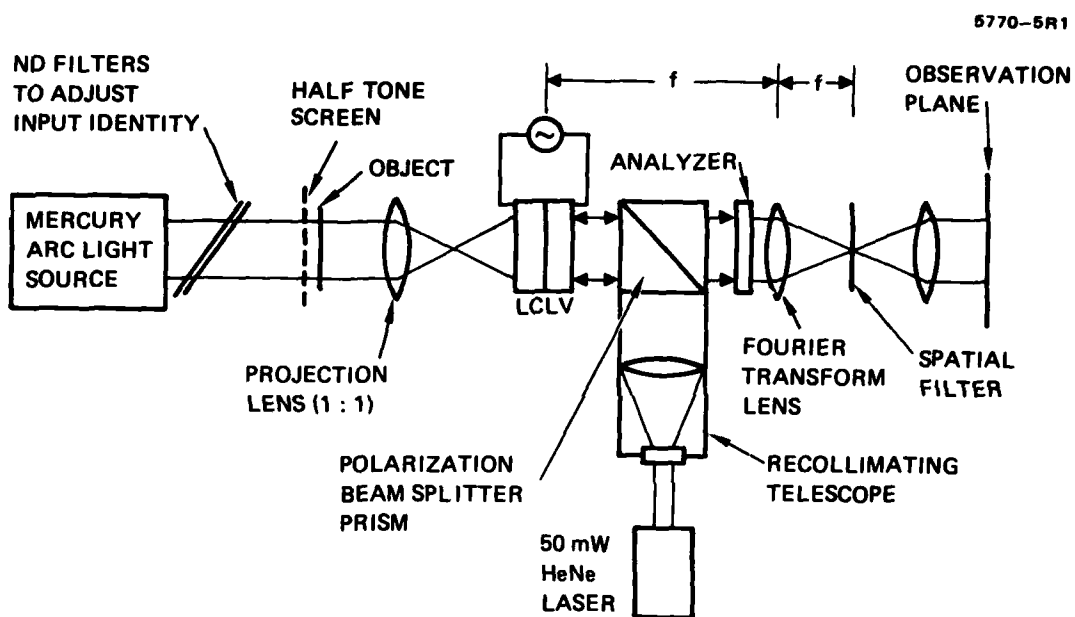 5770-5R1
ND FILTERS
TO ADJUST
INPUT IDENTITY
HALF TONE
SCREEN
OBJECT
f
f
OBSERVATION
PLANE
ANALYZER
MERCURY
ARC LIGHT
SOURCE
LCLV
PROJECTION
LENS (1 : 1)
FOURIER
TRANSFORM
LENS
SPATIAL
FILTER
POLARIZATION
BEAM SPLITTER
PRISM
RECOLLIMATING
TELESCOPE
50 mW
HeNe
LASER